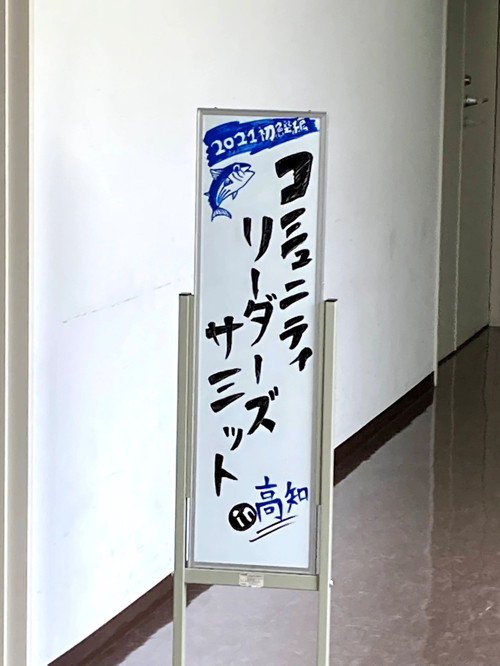 2021初鰹編
コミュニティ
リーダーズ
サミット
in高知